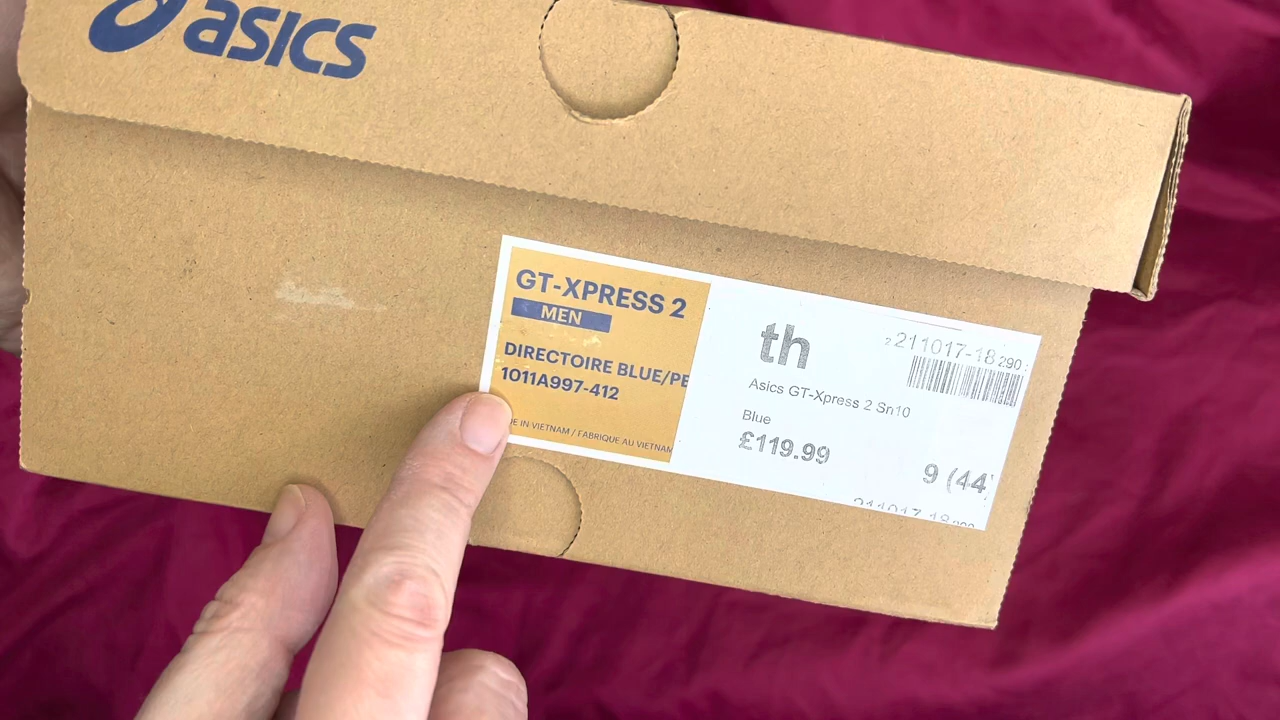 asics
GT-XPRESS 2
MEN
DIRECTOIRE BLUE/PE
1011A997-412
E IN VIETNAM / FABRIQUE AU VIETNAM
th
2 211017-18 290
Asics GT-Xpress 2 Sn10
Blue
£119.99
9 (44